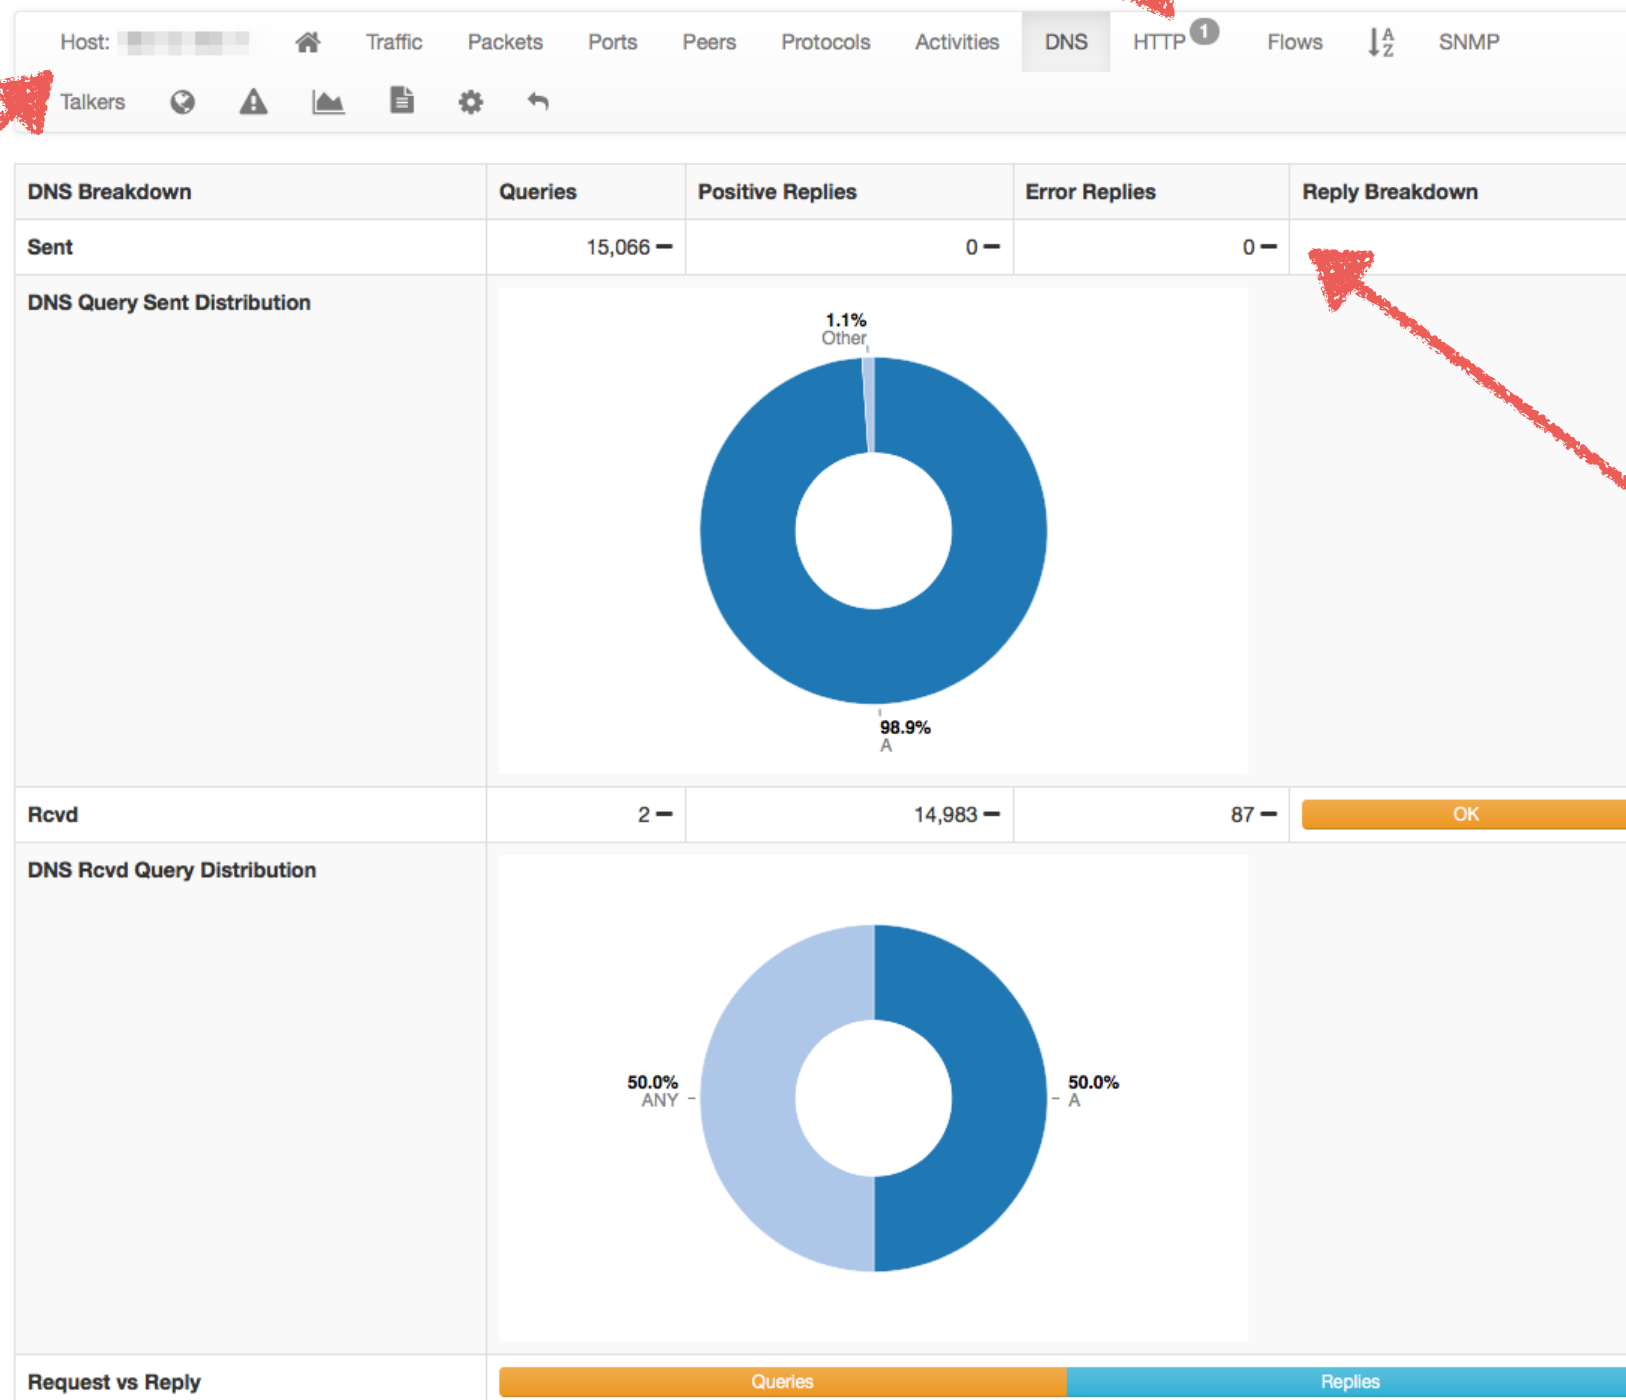 Host: Traffic Packets Ports Peers Protocols Activities DNS HTTP 1 Flows A Z SNMP
Talkers
DNS Breakdown Queries Positive Replies Error Replies Reply Breakdown
Sent 15,066 0 0
DNS Query Sent Distribution
1.1%
Other
98.9%
A
Rcvd 2 14,983 87 OK
DNS Rcvd Query Distribution
50.0% 50.0%
ANY A
Request vs Reply Queries Replies